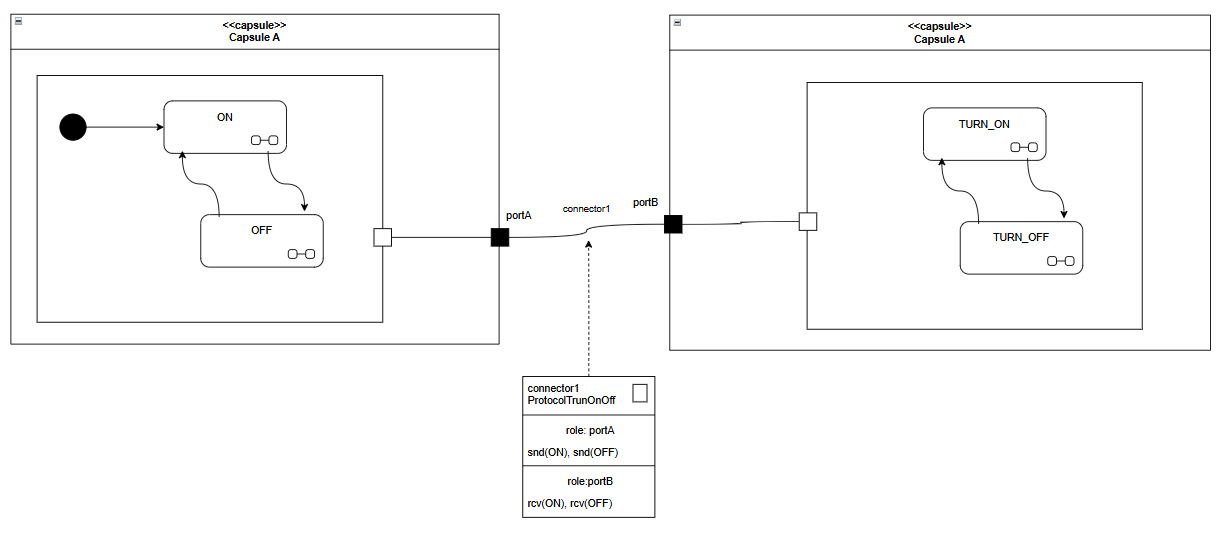 <<capsule>>
Capsule A
ON
OFF
portA
connector1
portB
<<capsule>>
Capsule A
TURN_ON
TURN_OFF
connector1
ProtocolTrunOnOff
role: portA
snd(ON), snd(OFF)
role:portB
rcv(ON), rcv(OFF)